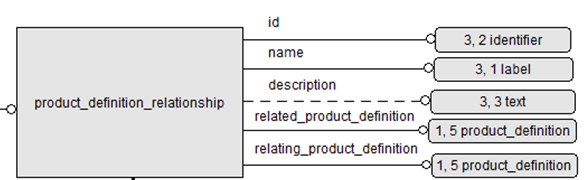 id
3, 2 identifier
name
3, 1 label
description
product_definition_relationship
3, 3 text
related_product_definition
1, 5 product_definition
relating_product_definition
1, 5 product_definition